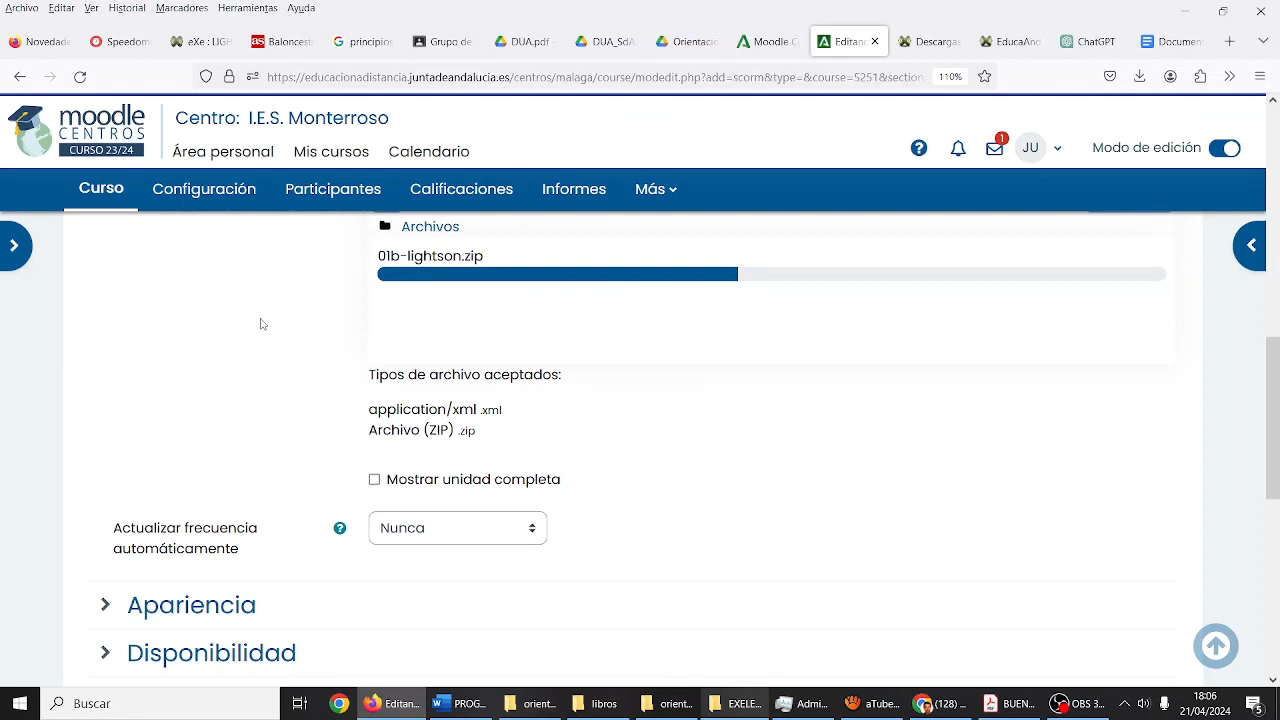 Archivo Editar Ver Historial Marcadores Herramientas Ayuda
Novedade Speedom eXe : LIGH Baloncest principios Grupo de DUA.pdf - DUA_SdA Orientaci Moodle C Editan Descarga EducaAnd ChatGPT Docume
https://educacionadistancia.juntadeandalucia.es/centros/malaga/course/modedit.php?add=scorm&type=&course=5251&section 110%
moodle
CENTROS
CURSO 23/24
Centro: I.E.S. Monterroso
Área personal Mis cursos Calendario
1
JU
Modo de edición
Curso Configuración Participantes Calificaciones Informes Más
Archivos
01b-lightson.zip
Tipos de archivo aceptados:
application/xml .xml
Archivo (ZIP) .zip
Mostrar unidad completa
Actualizar frecuencia
automáticamente
Nunca
Apariencia
Disponibilidad
Buscar
Editan... PROG... orient... libros orient... EXELE... Admi... aTube... (128) ... BUEN... OBS 3...
18:06
21/04/2024
5